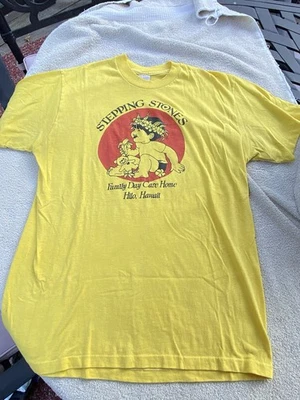 STEPPING STONES
Family Day Care Home
Hilo, Hawaii